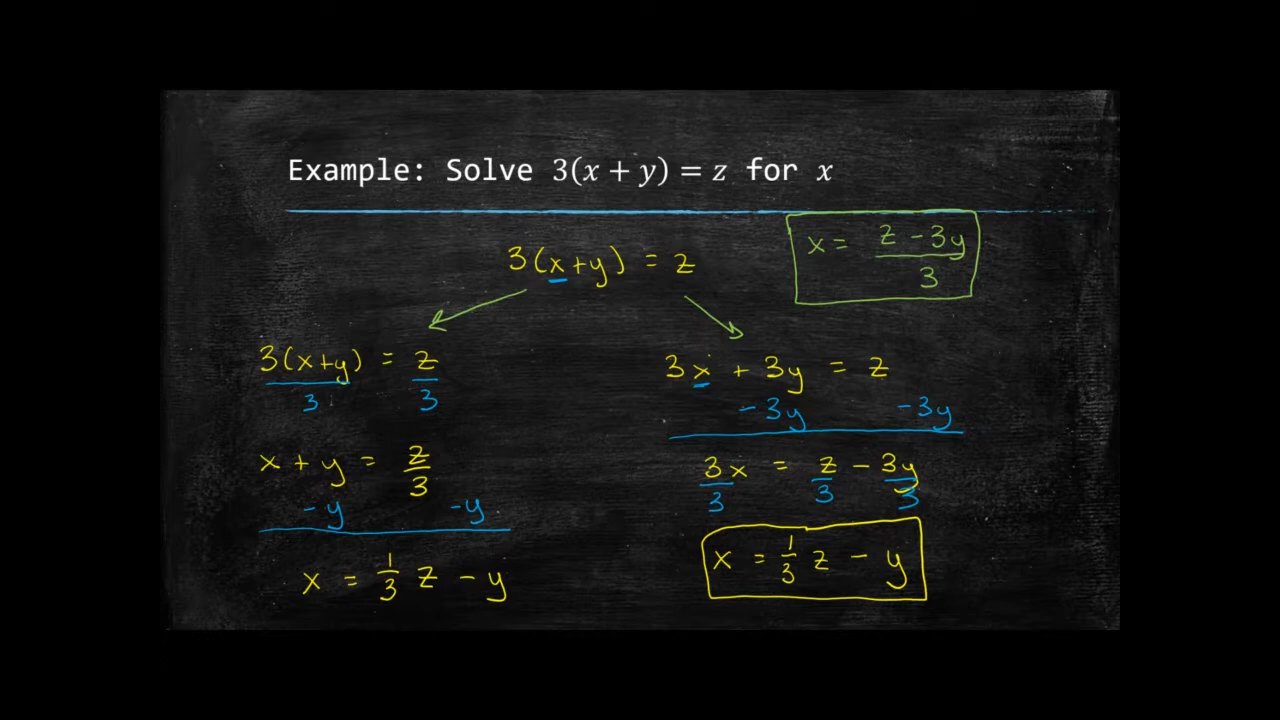 Example: Solve 3(x + y) = z for x
3(x+y) = z
x = z - 3y
3
3(x+y) = z
3 3
x + y = z
3
-y -y
x = 1/3 z - y
3x + 3y = z
-3y -3y
3x = z - 3y
3 3 3
x = 1/3 z - y